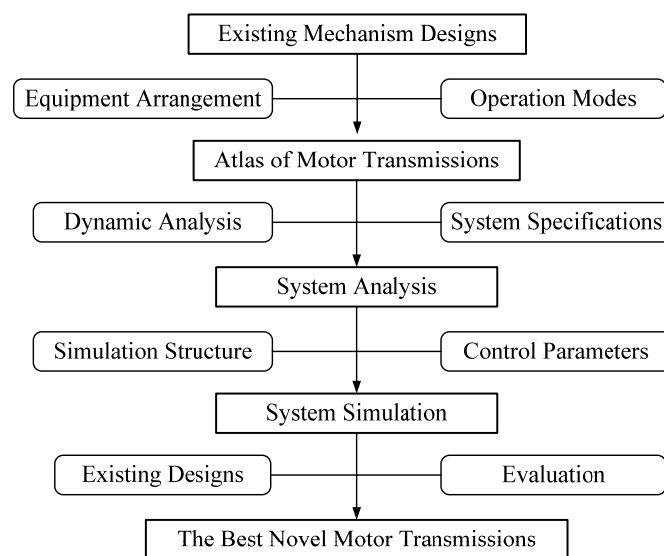 Existing Mechanism Designs
Equipment Arrangement
Operation Modes
Atlas of Motor Transmissions
Dynamic Analysis
System Specifications
System Analysis
Simulation Structure
Control Parameters
System Simulation
Existing Designs
Evaluation
The Best Novel Motor Transmissions